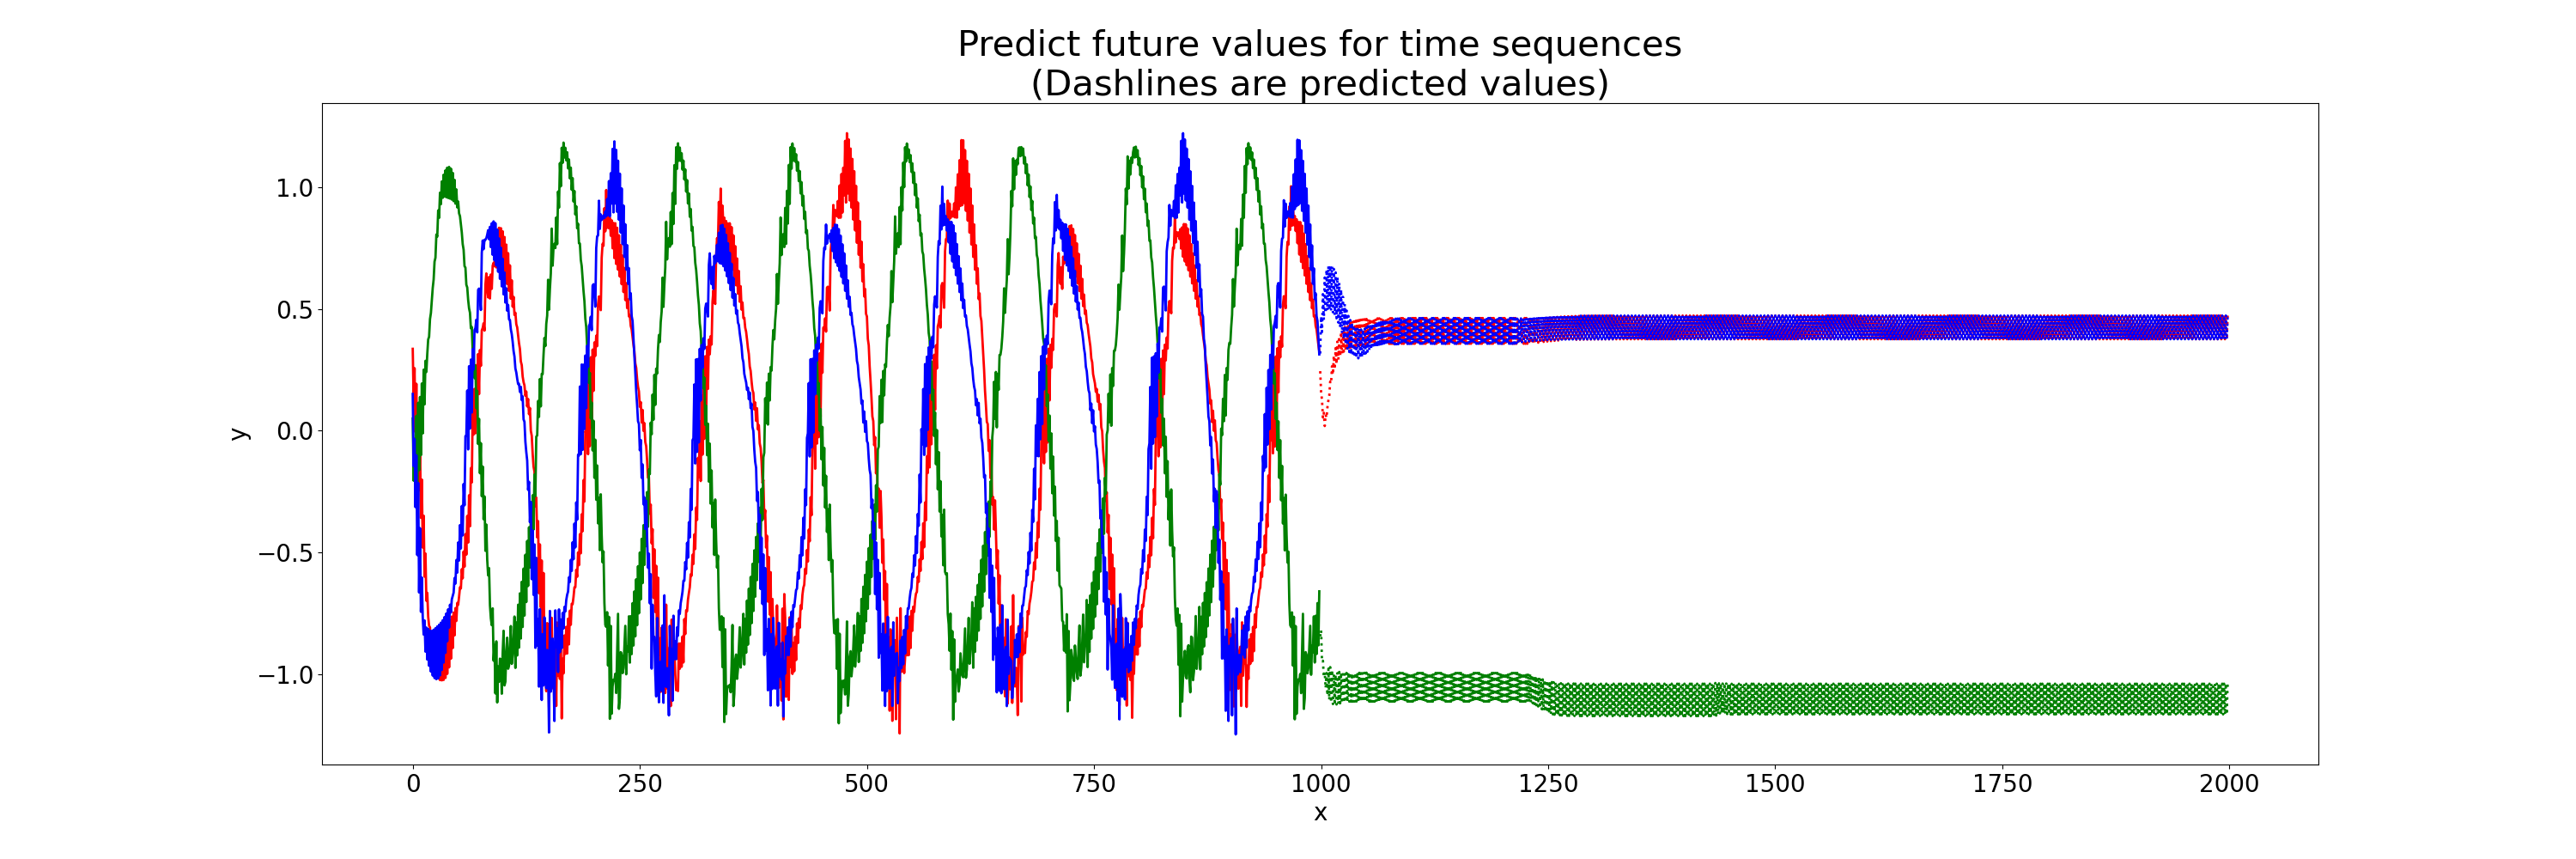 Predict future values for time sequences
(Dashlines are predicted values)
y
1.0
0.5
0.0
−0.5
−1.0
0 250 500 750 1000 1250 1500 1750 2000
x